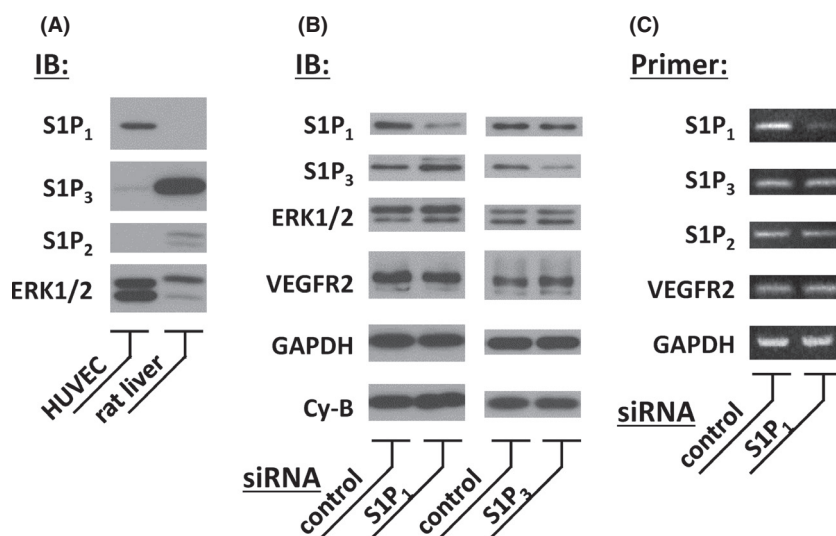 (A)
IB:
S1P₁
S1P₃
S1P₂
ERK1/2
HUVEC
rat liver
(B)
IB:
S1P₁
S1P₃
ERK1/2
VEGFR2
GAPDH
Cy-B
siRNA
control
S1P₁
control
S1P₃
(C)
Primer:
S1P₁
S1P₃
S1P₂
VEGFR2
GAPDH
siRNA
control
S1P₁